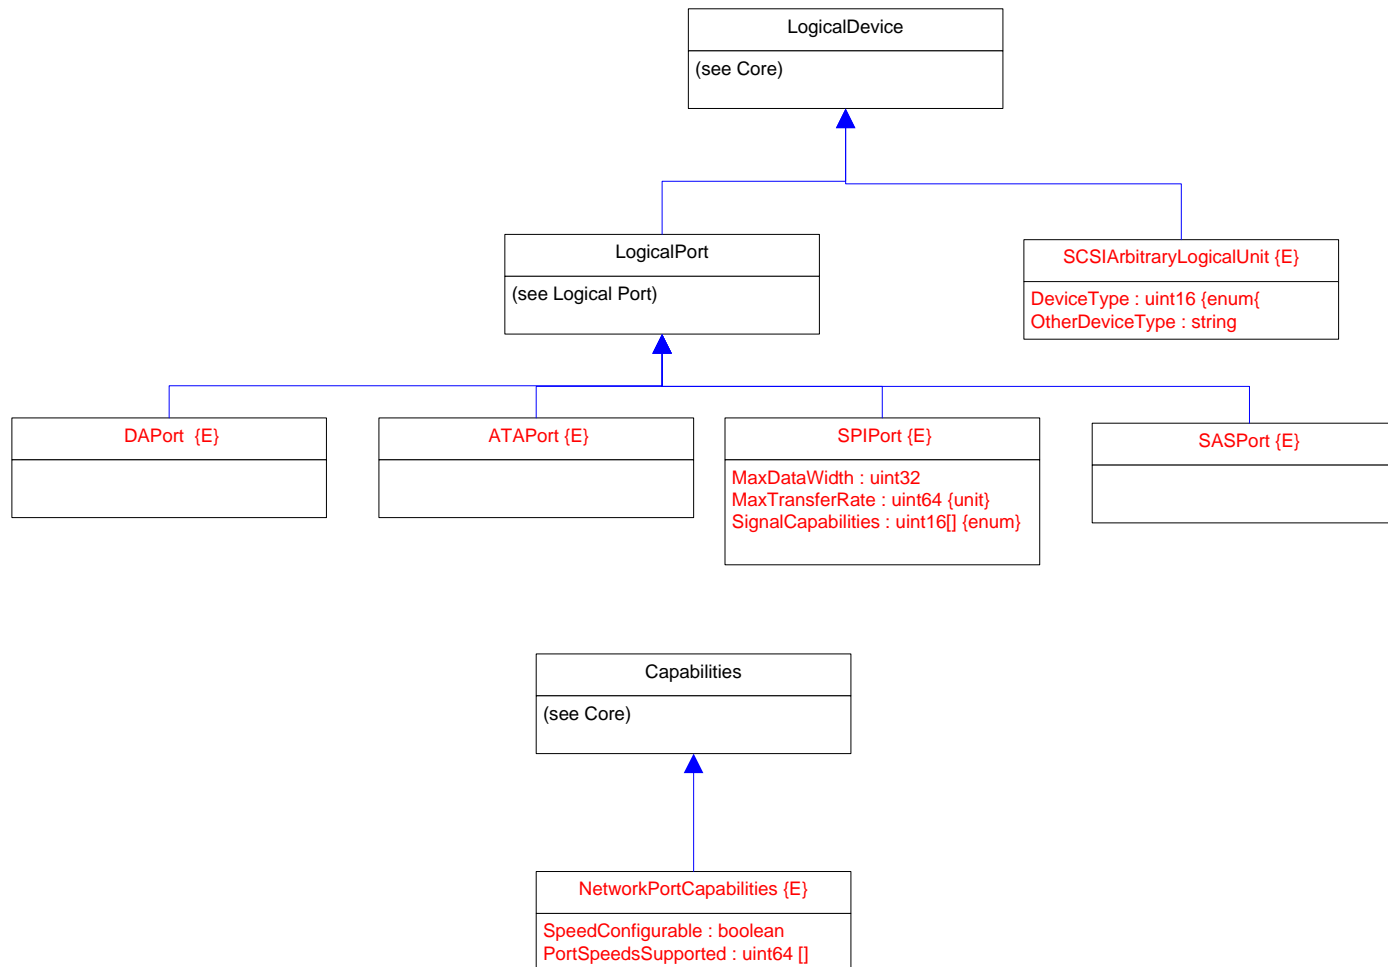 LogicalDevice
(see Core)
LogicalPort
(see Logical Port)
SCSIArbitraryLogicalUnit {E}
DeviceType : uint16 {enum{
OtherDeviceType : string
DAPort {E}
ATAPort {E}
SPIPort {E}
MaxDataWidth : uint32
MaxTransferRate : uint64 {unit}
SignalCapabilities : uint16[] {enum}
SASPort {E}
Capabilities
(see Core)
NetworkPortCapabilities {E}
SpeedConfigurable : boolean
PortSpeedsSupported : uint64 []